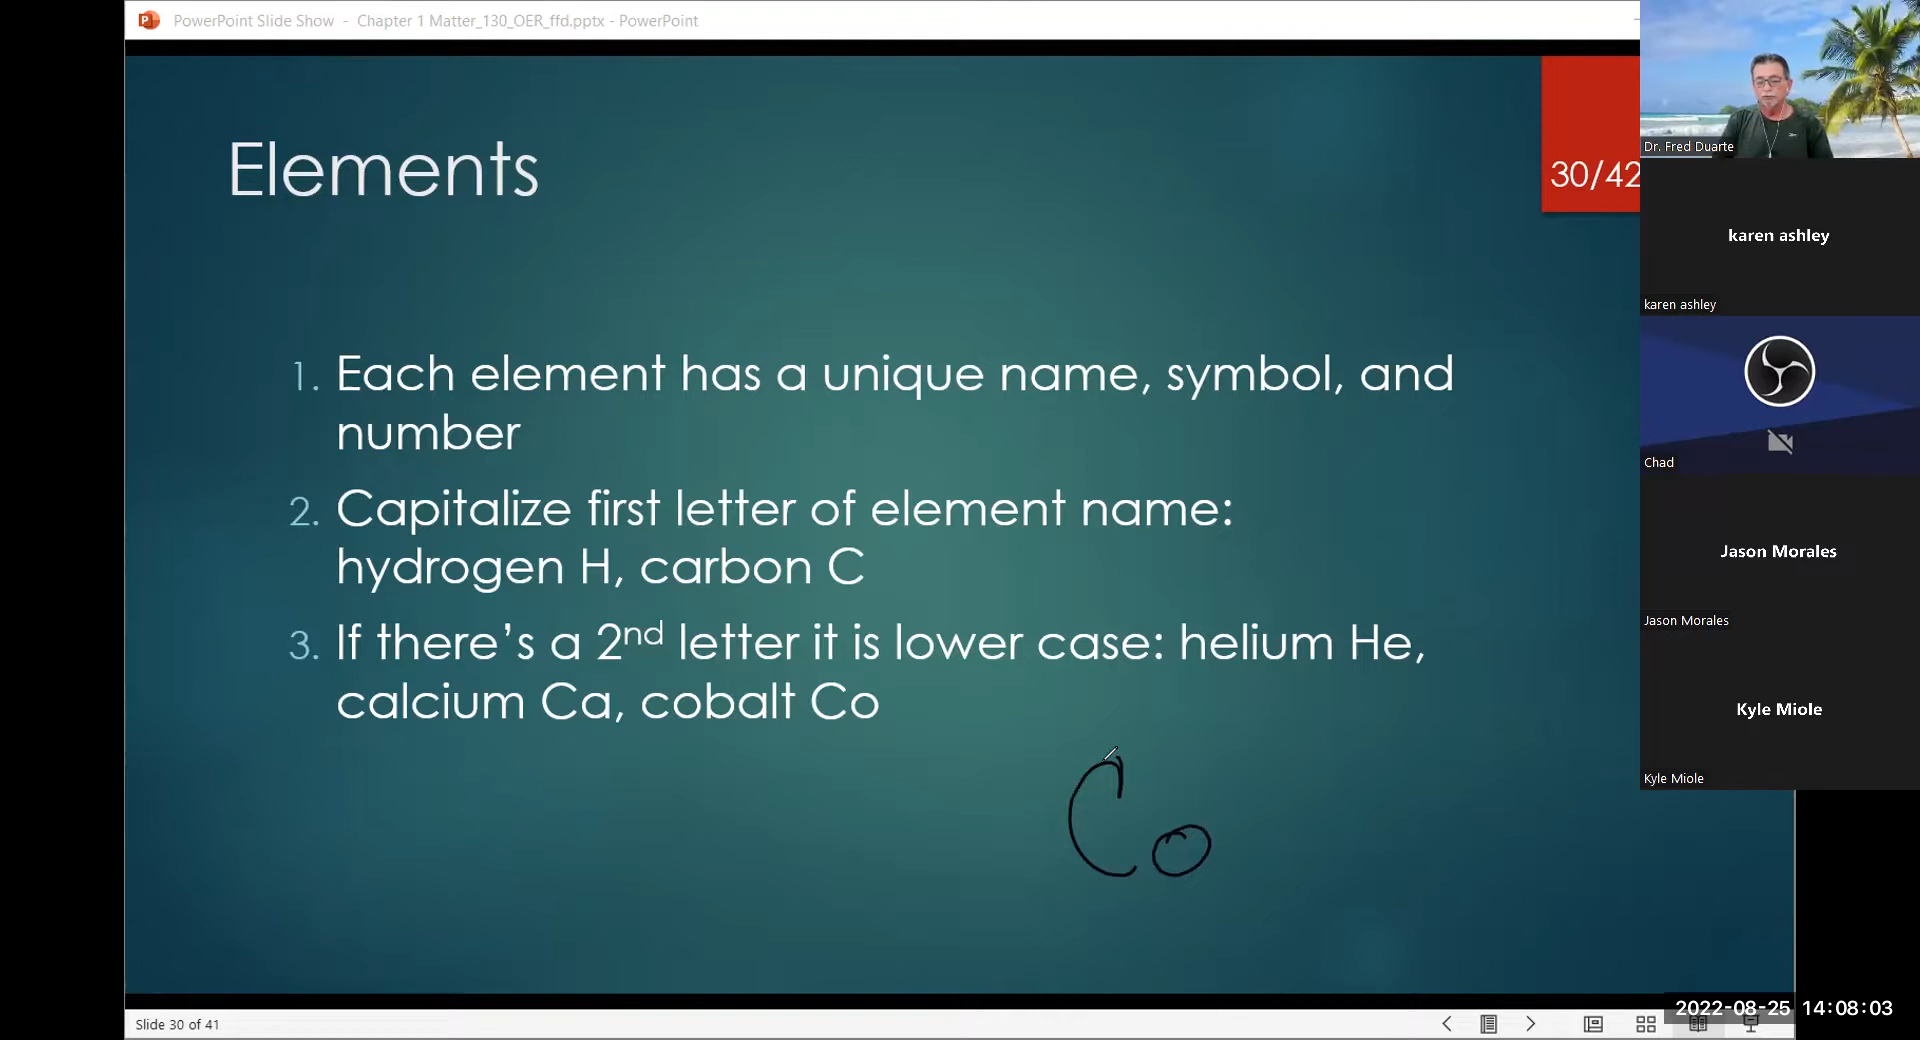 PowerPoint Slide Show - Chapter 1 Matter_130_OER_ffd.pptx - PowerPoint
Elements
30/42
1. Each element has a unique name, symbol, and
number
2. Capitalize first letter of element name:
hydrogen H, carbon C
3. If there's a 2nd letter it is lower case: helium He,
calcium Ca, cobalt Co
Co
Slide 30 of 41
Dr. Fred Duarte
karen ashley
karen ashley
Chad
Jason Morales
Jason Morales
Kyle Miole
Kyle Miole
2022-08-25 14:08:03